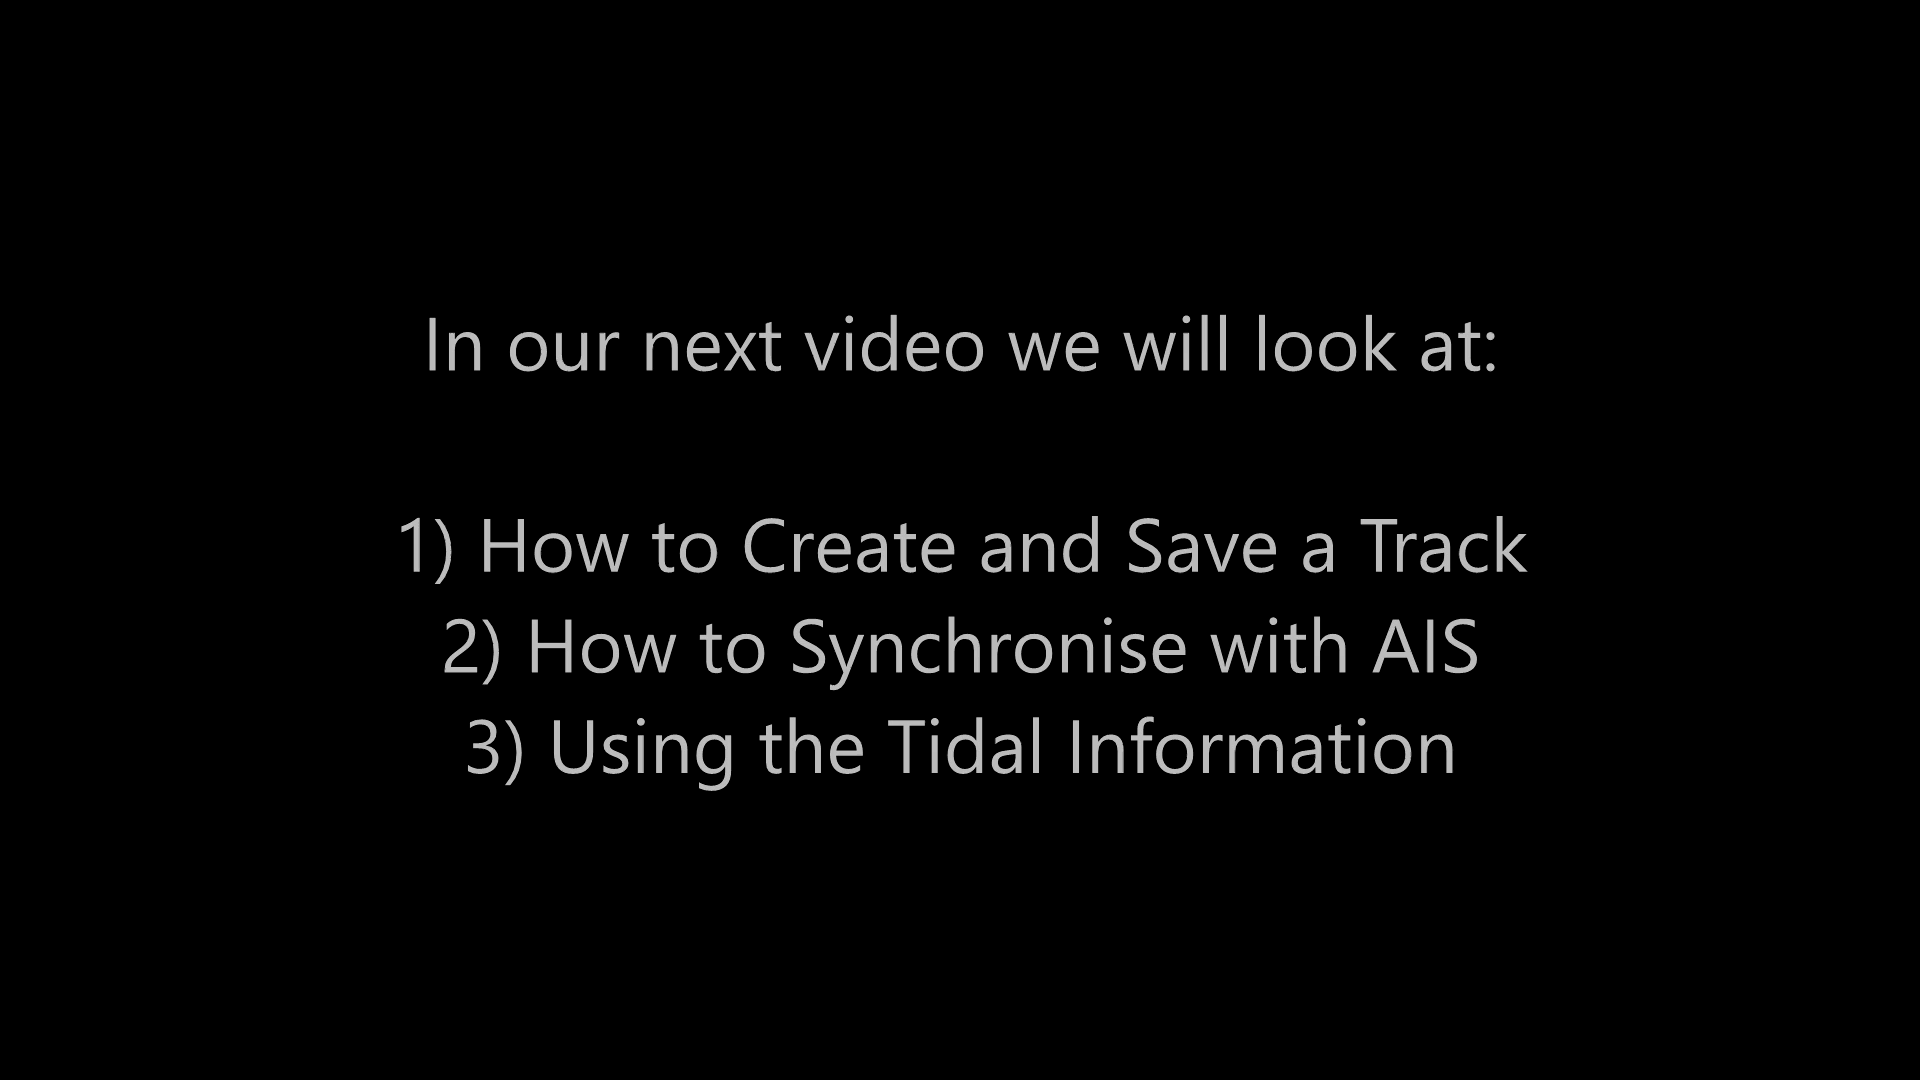 In our next video we will look at:
1) How to Create and Save a Track
2) How to Synchronise with AIS
3) Using the Tidal Information